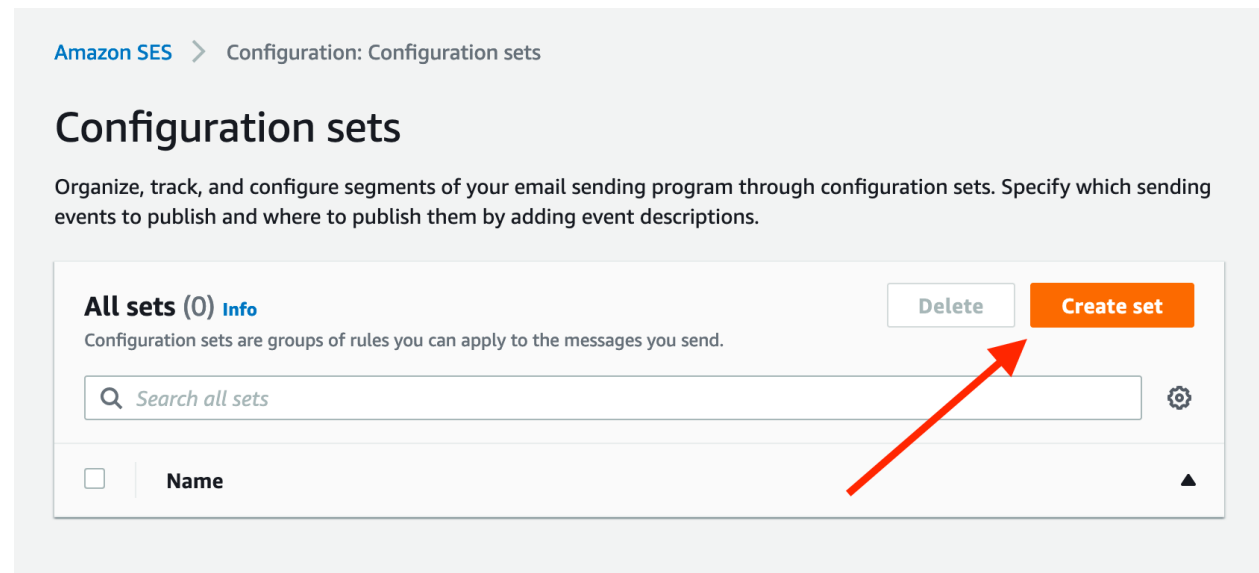 Amazon SES Configuration: Configuration sets
Configuration sets
Organize, track, and configure segments of your email sending program through configuration sets. Specify which sending
events to publish and where to publish them by adding event descriptions.
All sets (0) Info
Delete
Create set
Configuration sets are groups of rules you can apply to the messages you send.
Search all sets
Name